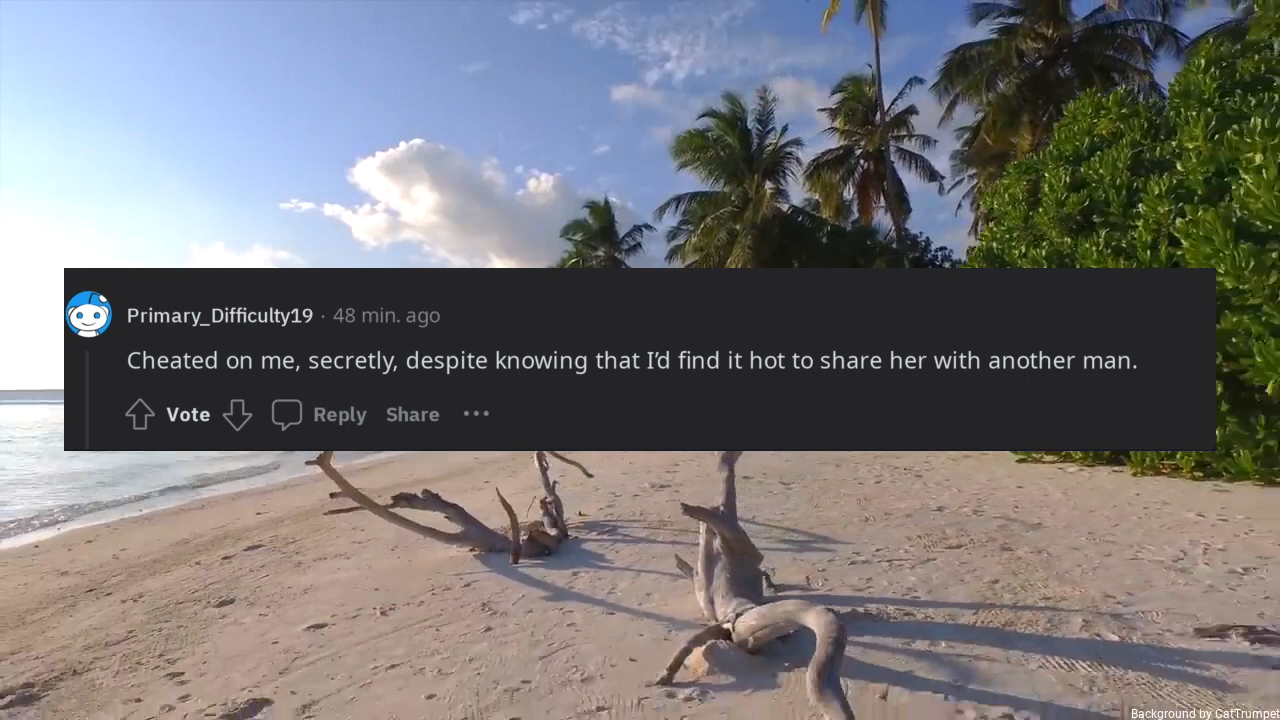 Primary_Difficulty19 · 48 min. ago
Cheated on me, secretly, despite knowing that I’d find it hot to share her with another man.
Vote Reply Share ···
Background by CatTrumpet